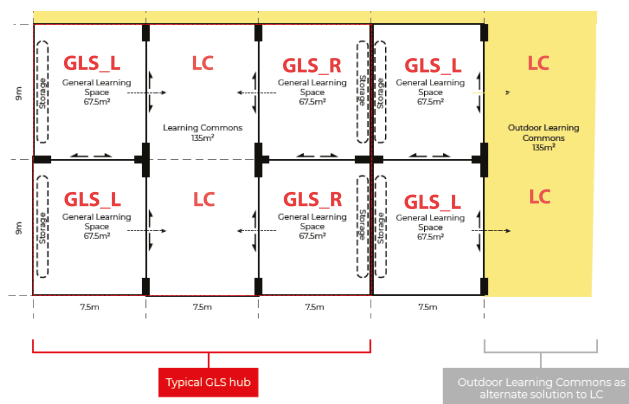 GLS_L
General Learning
Space
67.5m²
Storage
LC
GLS_R
General Learning
Space
67.5m²
Storage
GLS_L
General Learning
Space
67.5m²
Storage
LC
9m
Learning Commons
135m²
Outdoor Learning
Commons
135m²
GLS_L
General Learning
Space
67.5m²
Storage
LC
GLS_R
General Learning
Space
67.5m²
Storage
GLS_L
General Learning
Space
67.5m²
Storage
LC
9m
7.5m
7.5m
7.5m
7.5m
7.5m
Typical GLS hub
Outdoor Learning Commons as
alternate solution to LC